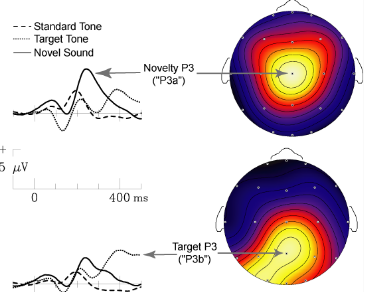 Standard Tone
Target Tone
Novel Sound
Novelty P3
("P3a")
+
5 μV
0 400 ms
Target P3
("P3b")